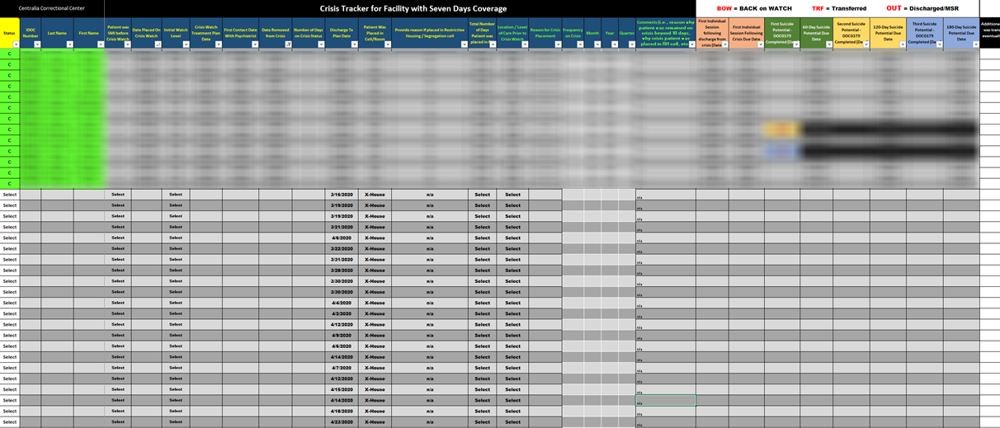 Centralia Correctional Center
Crisis Tracker for Facility with Seven Days Coverage
BOW = BACK on WATCH TRF = Transferred OUT = Discharged/MSR
Status
IDOC Number
Last Name
First Name
Patient was SMI before Crisis Watch
Date Placed On Crisis Watch
Initial Watch Level
Crisis Watch Treatment Plan Date
First Contact Date With Psychiatrist
Date Removed from Crisis
Number of Days on Crisis Status
Discharge Tx Plan Date
Patient Was Placed in Cell/Room
Provide reason if placed in Restrictive Housing / Segregation cell
Total Number of Days Patient was placed in
Location / Level of Care Prior to Crisis Watch
Reason for Crisis Placement
Frequency on Crisis
Month
Year
Quarter
Comments (i.e., reason why patient was remained on crisis beyond 10 days, why crisis patient was placed in RH cell, etc
First Individual Session following discharge from crisis (Date
First Individual Session Following Crisis Due Date
First Suicide Potential - DOC0379 Completed (Da
60-Day Suicide Potential Due Date
Second Suicide Potential - DOC0379 Completed (Da
120-Day Suicide Potential Due Date
Third Suicide Potential - DOC0379 Completed (Da
180-Day Suicide Potential Due Date
Additional
was tran
eventual
C
C
C
C
C
C
C
C
C
C
C
C
C
Select Select Select 3/16/2020 X-House n/a Select Select n/a
Select Select Select 3/19/2020 X-House n/a Select Select n/a
Select Select Select 3/19/2020 X-House n/a Select Select n/a
Select Select Select 3/21/2020 X-House n/a Select Select n/a
Select Select Select 4/6/2020 X-House n/a Select Select n/a
Select Select Select 3/22/2020 X-House n/a Select Select n/a
Select Select Select 3/31/2020 X-House n/a Select Select n/a
Select Select Select 3/28/2020 X-House n/a Select Select n/a
Select Select Select 3/30/2020 X-House n/a Select Select n/a
Select Select Select 3/30/2020 X-House n/a Select Select n/a
Select Select Select 4/4/2020 X-House n/a Select Select n/a
Select Select Select 4/2/2020 X-House n/a Select Select n/a
Select Select Select 4/12/2020 X-House n/a Select Select n/a
Select Select Select 4/9/2020 X-House n/a Select Select n/a
Select Select Select 4/6/2020 X-House n/a Select Select n/a
Select Select Select 4/14/2020 X-House n/a Select Select n/a
Select Select Select 4/7/2020 X-House n/a Select Select n/a
Select Select Select 4/12/2020 X-House n/a Select Select n/a
Select Select Select 4/15/2020 X-House n/a Select Select n/a
Select Select Select 4/14/2020 X-House n/a Select Select n/a
Select Select Select 4/18/2020 X-House n/a Select Select n/a
Select Select Select 4/23/2020 X-House n/a Select Select n/a